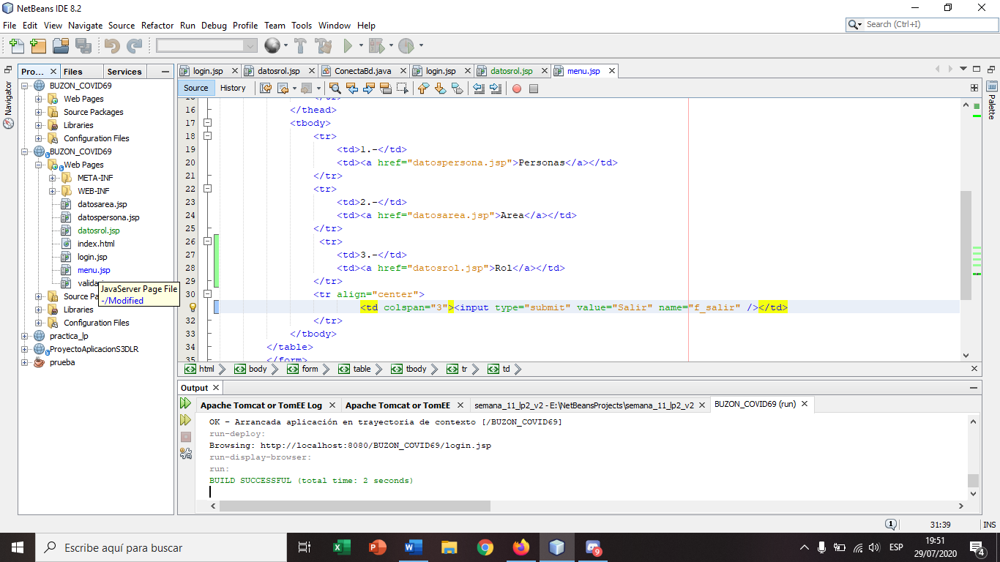 NetBeans IDE 8.2
File Edit View Navigate Source Refactor Run Debug Profile Team Tools Window Help
Search (Ctrl+I)
Pro... Files Services
Navigator
BUZON_COVID69
Web Pages
Source Packages
Libraries
Configuration Files
BUZON_COVID69
Web Pages
META-INF
WEB-INF
datosarea.jsp
datospersona.jsp
datosrol.jsp
index.html
login.jsp
menu.jsp
JavaServer Page File
-/Modified
Libraries
Configuration Files
practica_lp
ProyectoAplicacionS3DLR
prueba
login.jsp datosrol.jsp ConectaBd.java login.jsp datosrol.jsp menu.jsp
Source History
Palette
16 </thead>
17 <tbody>
18 <tr>
19 <td>1.-</td>
20 <td><a href="datospersona.jsp">Personas</a></td>
21 </tr>
22 <tr>
23 <td>2.-</td>
24 <td><a href="datosarea.jsp">Area</a></td>
25 </tr>
26 <tr>
27 <td>3.-</td>
28 <td><a href="datosrol.jsp">Rol</a></td>
29 </tr>
30 <tr align="center">
<td colspan="3"><input type="submit" value="Salir" name="f_salir" /></td>
32 </tr>
33 </tbody>
34 </table>
35 </form>
html body form table tbody tr td
Output
Apache Tomcat or TomEE Log Apache Tomcat or TomEE semana_11_lp2_v2 - E:\NetBeansProjects\semana_11_lp2_v2 BUZON_COVID69 (run)
OK - Arrancada aplicación en trayectoria de contexto [/BUZON_COVID69]
run-deploy:
Browsing: http://localhost:8080/BUZON_COVID69/login.jsp
run-display-browser:
run:
BUILD SUCCESSFUL (total time: 2 seconds)
1 31:39 INS
Escribe aquí para buscar
9
ESP
19:51
29/07/2020
4